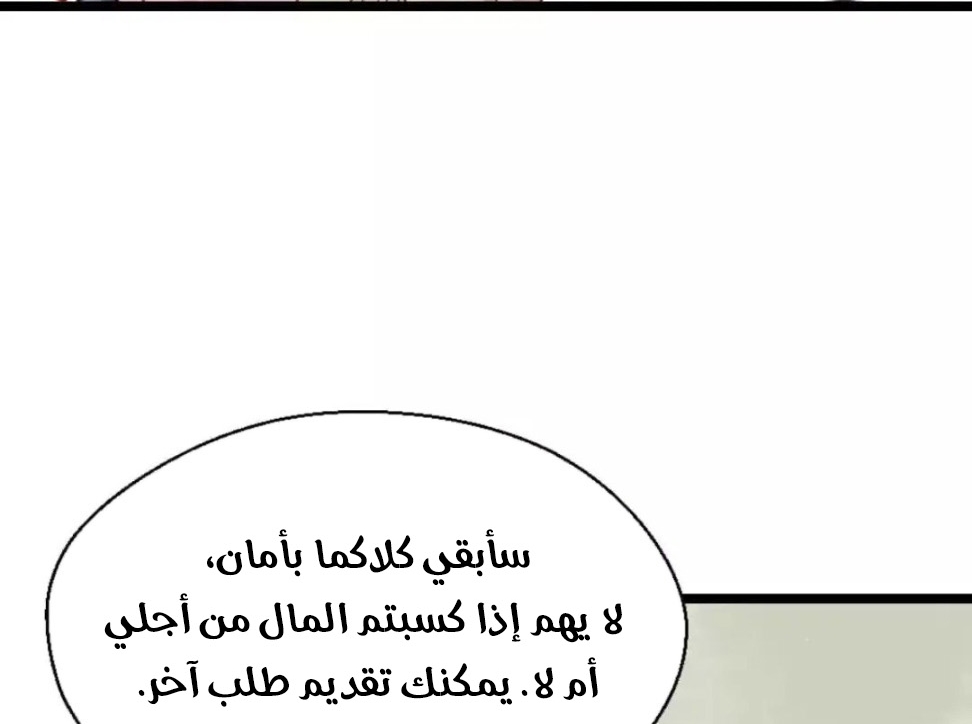 سأبقي كلاكما بأمان،
لا يهم إذا كسبتم المال من أجلي
أم لا. يمكنك تقديم طلب آخر.